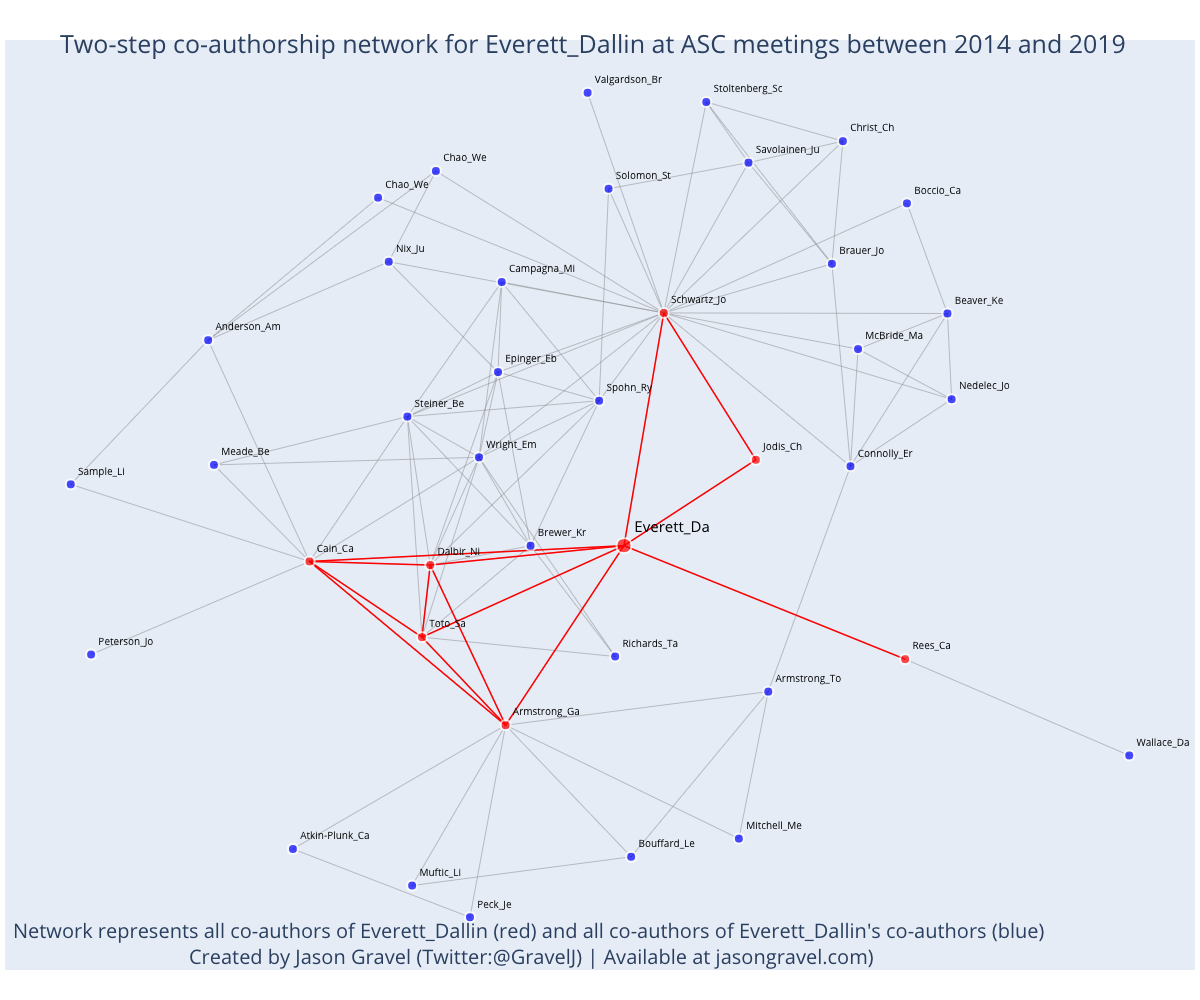 Two-step co-authorship network for Everett_Dallin at ASC meetings between 2014 and 2019
Valgardson_Br
Stoltenberg_Sc
Christ_Ch
Savolainen_Ju
Chao_We
Solomon_St
Chao_We
Boccio_Ca
Nix_Ju
Brauer_Jo
Campagna_Mi
Schwartz_Jo
Beaver_Ke
Anderson_Am
McBride_Ma
Epinger_Eb
Nedelec_Jo
Spohn_Ry
Steiner_Be
Wright_Em
Jodis_Ch
Meade_Be
Connolly_Er
Sample_Li
Everett_Da
Brewer_Kr
Cain_Ca
Dalbir_Ni
Toto_Sa
Peterson_Jo
Richards_Ta
Rees_Ca
Armstrong_To
Armstrong_Ga
Wallace_Da
Mitchell_Me
Atkin-Plunk_Ca
Bouffard_Le
Muftic_Li
Peck_Je
Network represents all co-authors of Everett_Dallin (red) and all co-authors of Everett_Dallin's co-authors (blue)
Created by Jason Gravel (Twitter:@GravelJ) | Available at jasongravel.com)